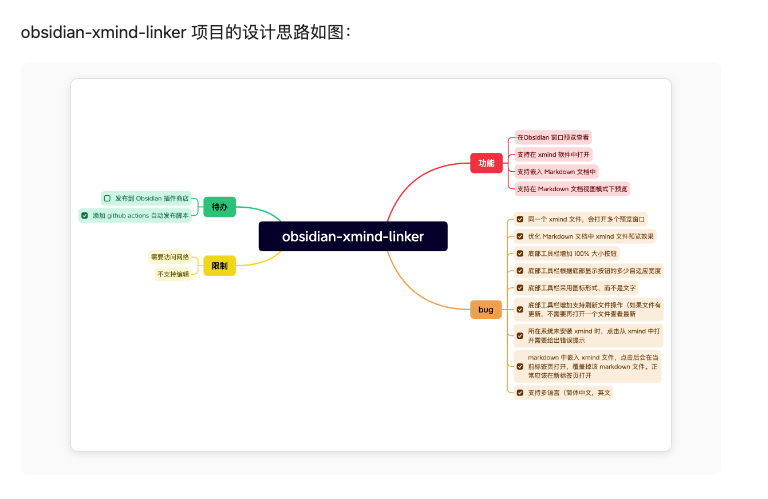 obsidian-xmind-linker 项目的设计思路如图：
在Obsidian 窗口预览查看
支持在 xmind 软件中打开
功能
支持嵌入 Markdown 文档中
支持在 Markdown 文档视图模式下预览
发布到 Obsidian 插件商店
待办
添加 github actions 自动发布脚本
obsidian-xmind-linker
需要访问网络
限制
不支持编辑
同一个 xmind 文件，会打开多个预览窗口
优化 Markdown 文档中 xmind 文件预览效果
底部工具栏增加 100% 大小按钮
底部工具栏根据底部显示按钮的多少自适应宽度
底部工具栏采用图标形式，而不是文字
bug
底部工具栏增加支持刷新文件操作（如果文件有
更新，不需要再打开一个文件查看最新
所在系统未安装 xmind 时，点击从 xmind 中打
开需要给出错误提示
markdown 中嵌入 xmind 文件，点击后会在当
前标签页打开，覆盖掉该 markdown 文件。正
常应该在新标签页打开
支持多语言（简体中文、英文